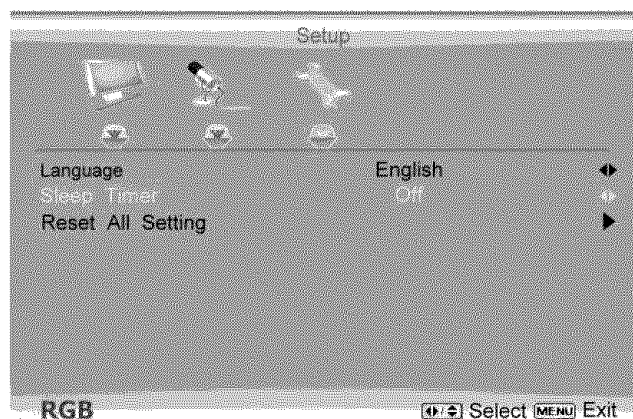 Setup
Language English
Sleep Timer Off
Reset All Setting
RGB Select MENU Exit